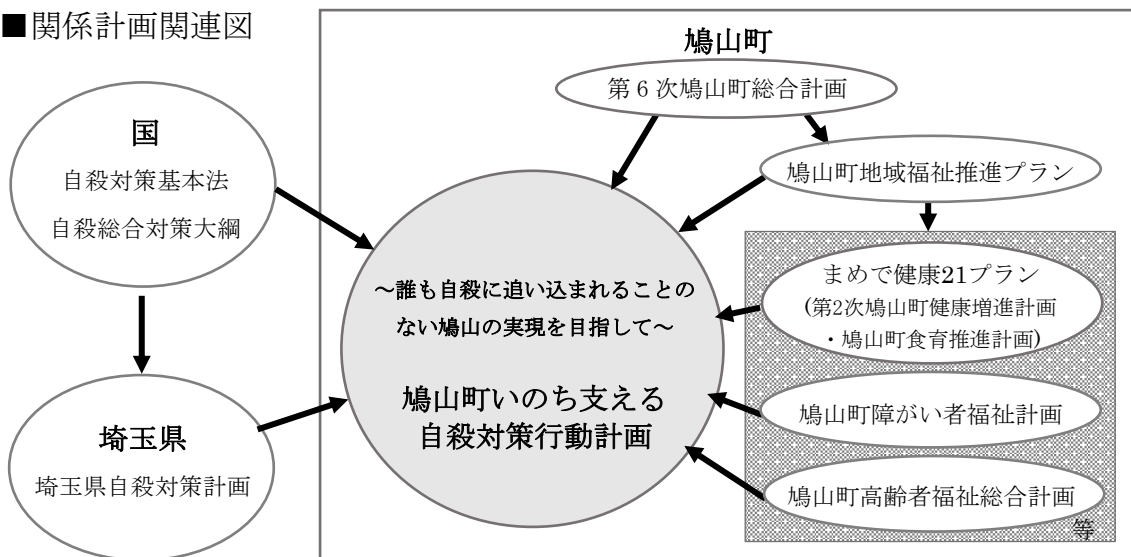 ■関係計画関連図
国
自殺対策基本法
自殺総合対策大綱
埼玉県
埼玉県自殺対策計画
鳩山町
第6次鳩山町総合計画
鳩山町地域福祉推進プラン
～誰も自殺に追い込まれることの
ない鳩山の実現を目指して～
鳩山町いのち支える
自殺対策行動計画
まめで健康21プラン
(第2次鳩山町健康増進計画
・鳩山町食育推進計画)
鳩山町障がい者福祉計画
鳩山町高齢者福祉総合計画
等